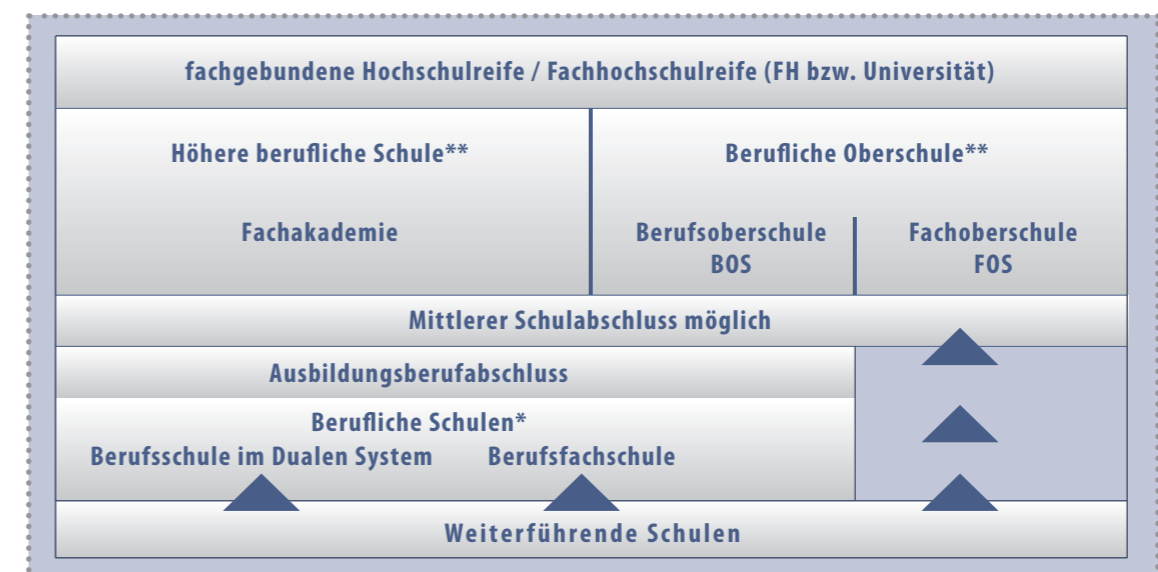 fachgebundene Hochschulreife / Fachhochschulreife (FH bzw. Universität)
Höhere berufliche Schule**
Berufliche Oberschule**
Fachakademie
Berufsoberschule
BOS
Fachoberschule
FOS
Mittlerer Schulabschluss möglich
Ausbildungsberufabschluss
Berufliche Schulen*
Berufsschule im Dualen System
Berufsfachschule
Weiterführende Schulen